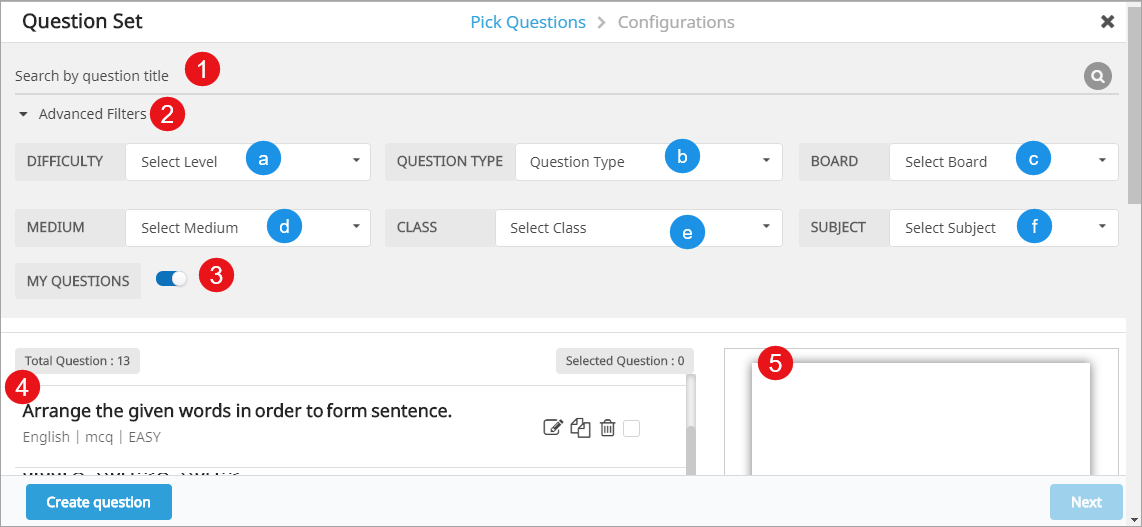 Question Set Pick Questions > Configurations ✖
Search by question title 1
Advanced Filters 2
DIFFICULTY Select Level a QUESTION TYPE Question Type b BOARD Select Board c
MEDIUM Select Medium d CLASS Select Class e SUBJECT Select Subject f
MY QUESTIONS 3
Total Question : 13 Selected Question : 0 5
4
Arrange the given words in order to form sentence.
English | mcq | EASY
Create question Next